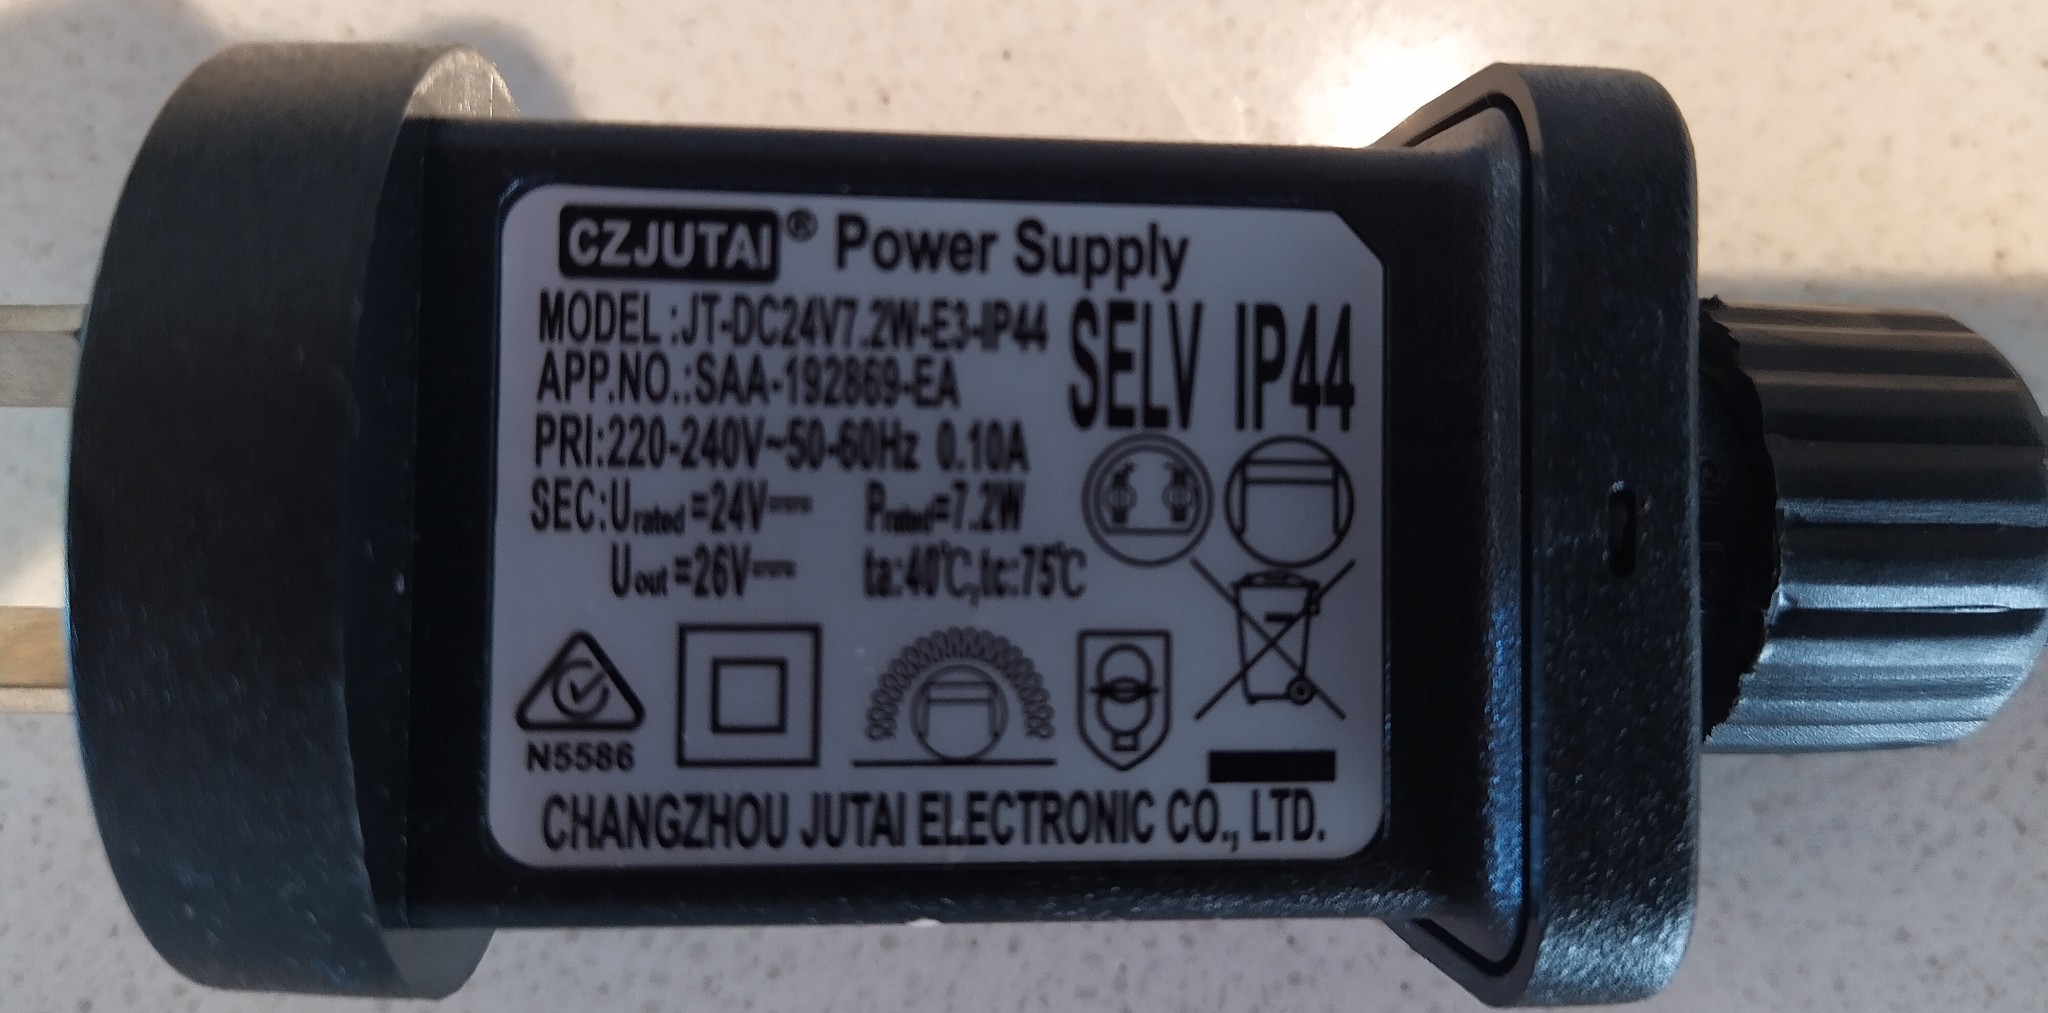 CZJUTAI® Power Supply
MODEL:JT-DC24V7.2W-E3-IP44
SELV IP44
APP.NO.:SAA-192869-EA
PRI:220-240V~50-60Hz 0.10A
SEC:Urated=24V⎓ Prated=7.2W
Uout=26V⎓ ta:40℃,tc:75℃
N5586
CHANGZHOU JUTAI ELECTRONIC CO., LTD.